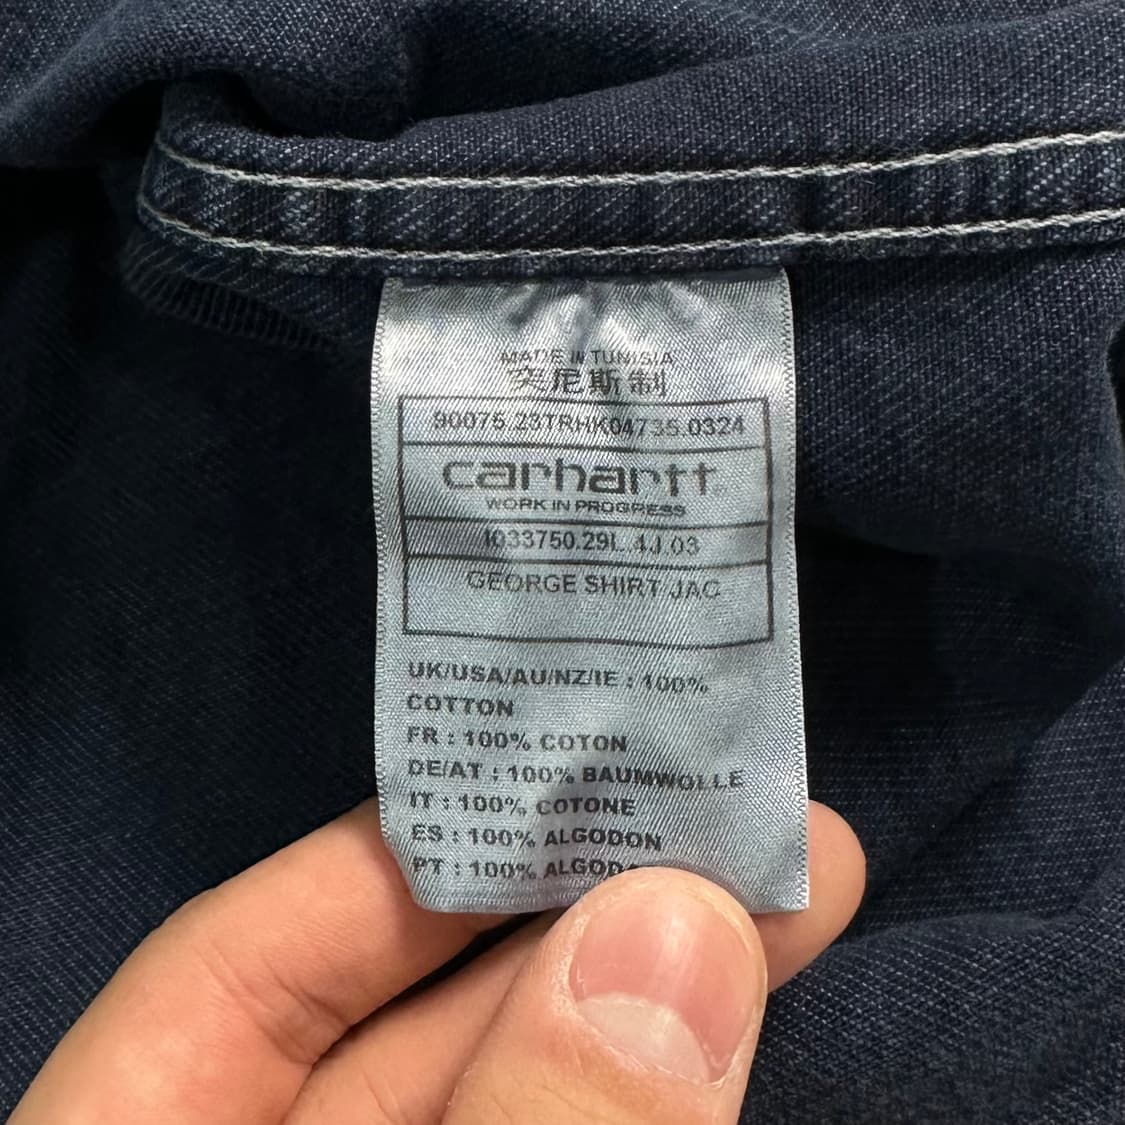 MADE IN TUNISIA
突尼斯制
90075.23TRHK04735.0324
carhartt
WORK IN PROGRESS
I033750.29L.4J.03
GEORGE SHIRT JAC
UK/USA/AU/NZ/IE : 100%
COTTON
FR : 100% COTON
DE/AT : 100% BAUMWOLLE
IT : 100% COTONE
ES : 100% ALGODON
PT : 100%